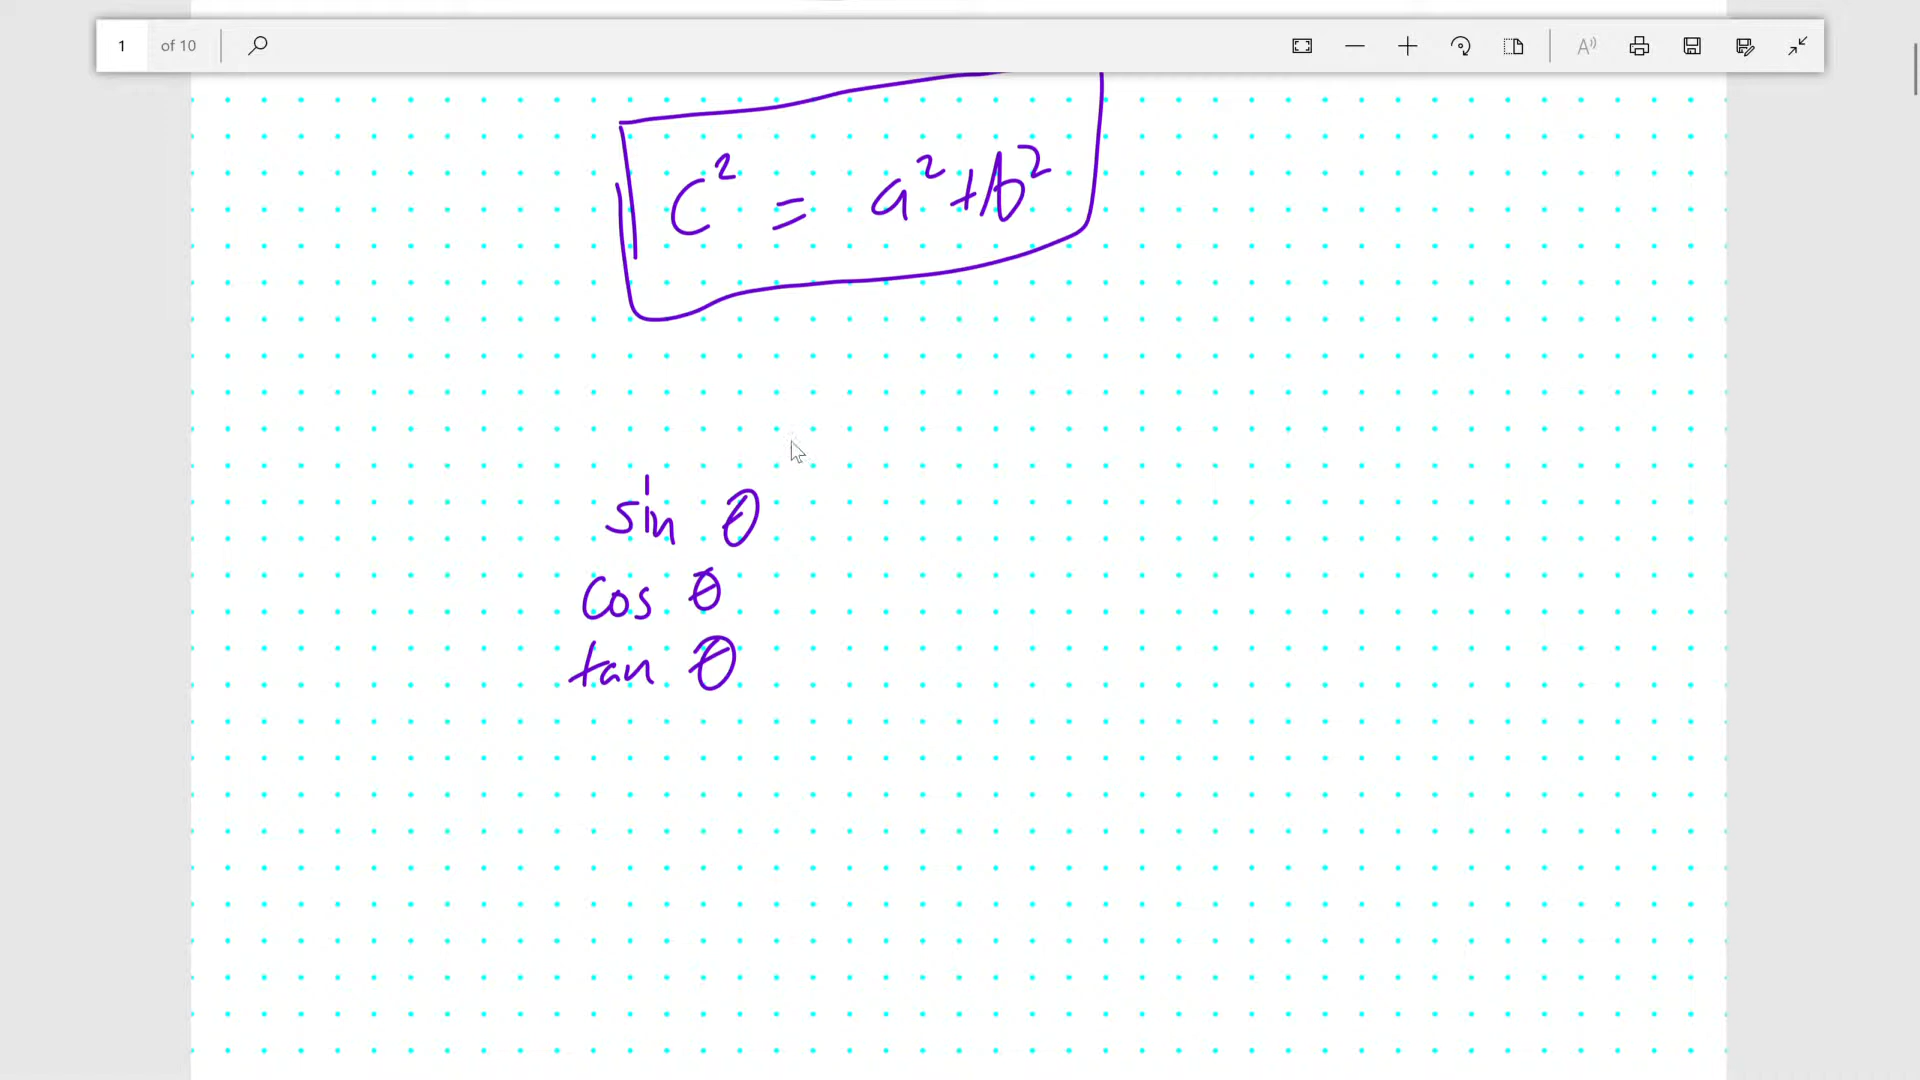 1 of 10
c² = a²+b²
sin θ
cos θ
tan θ